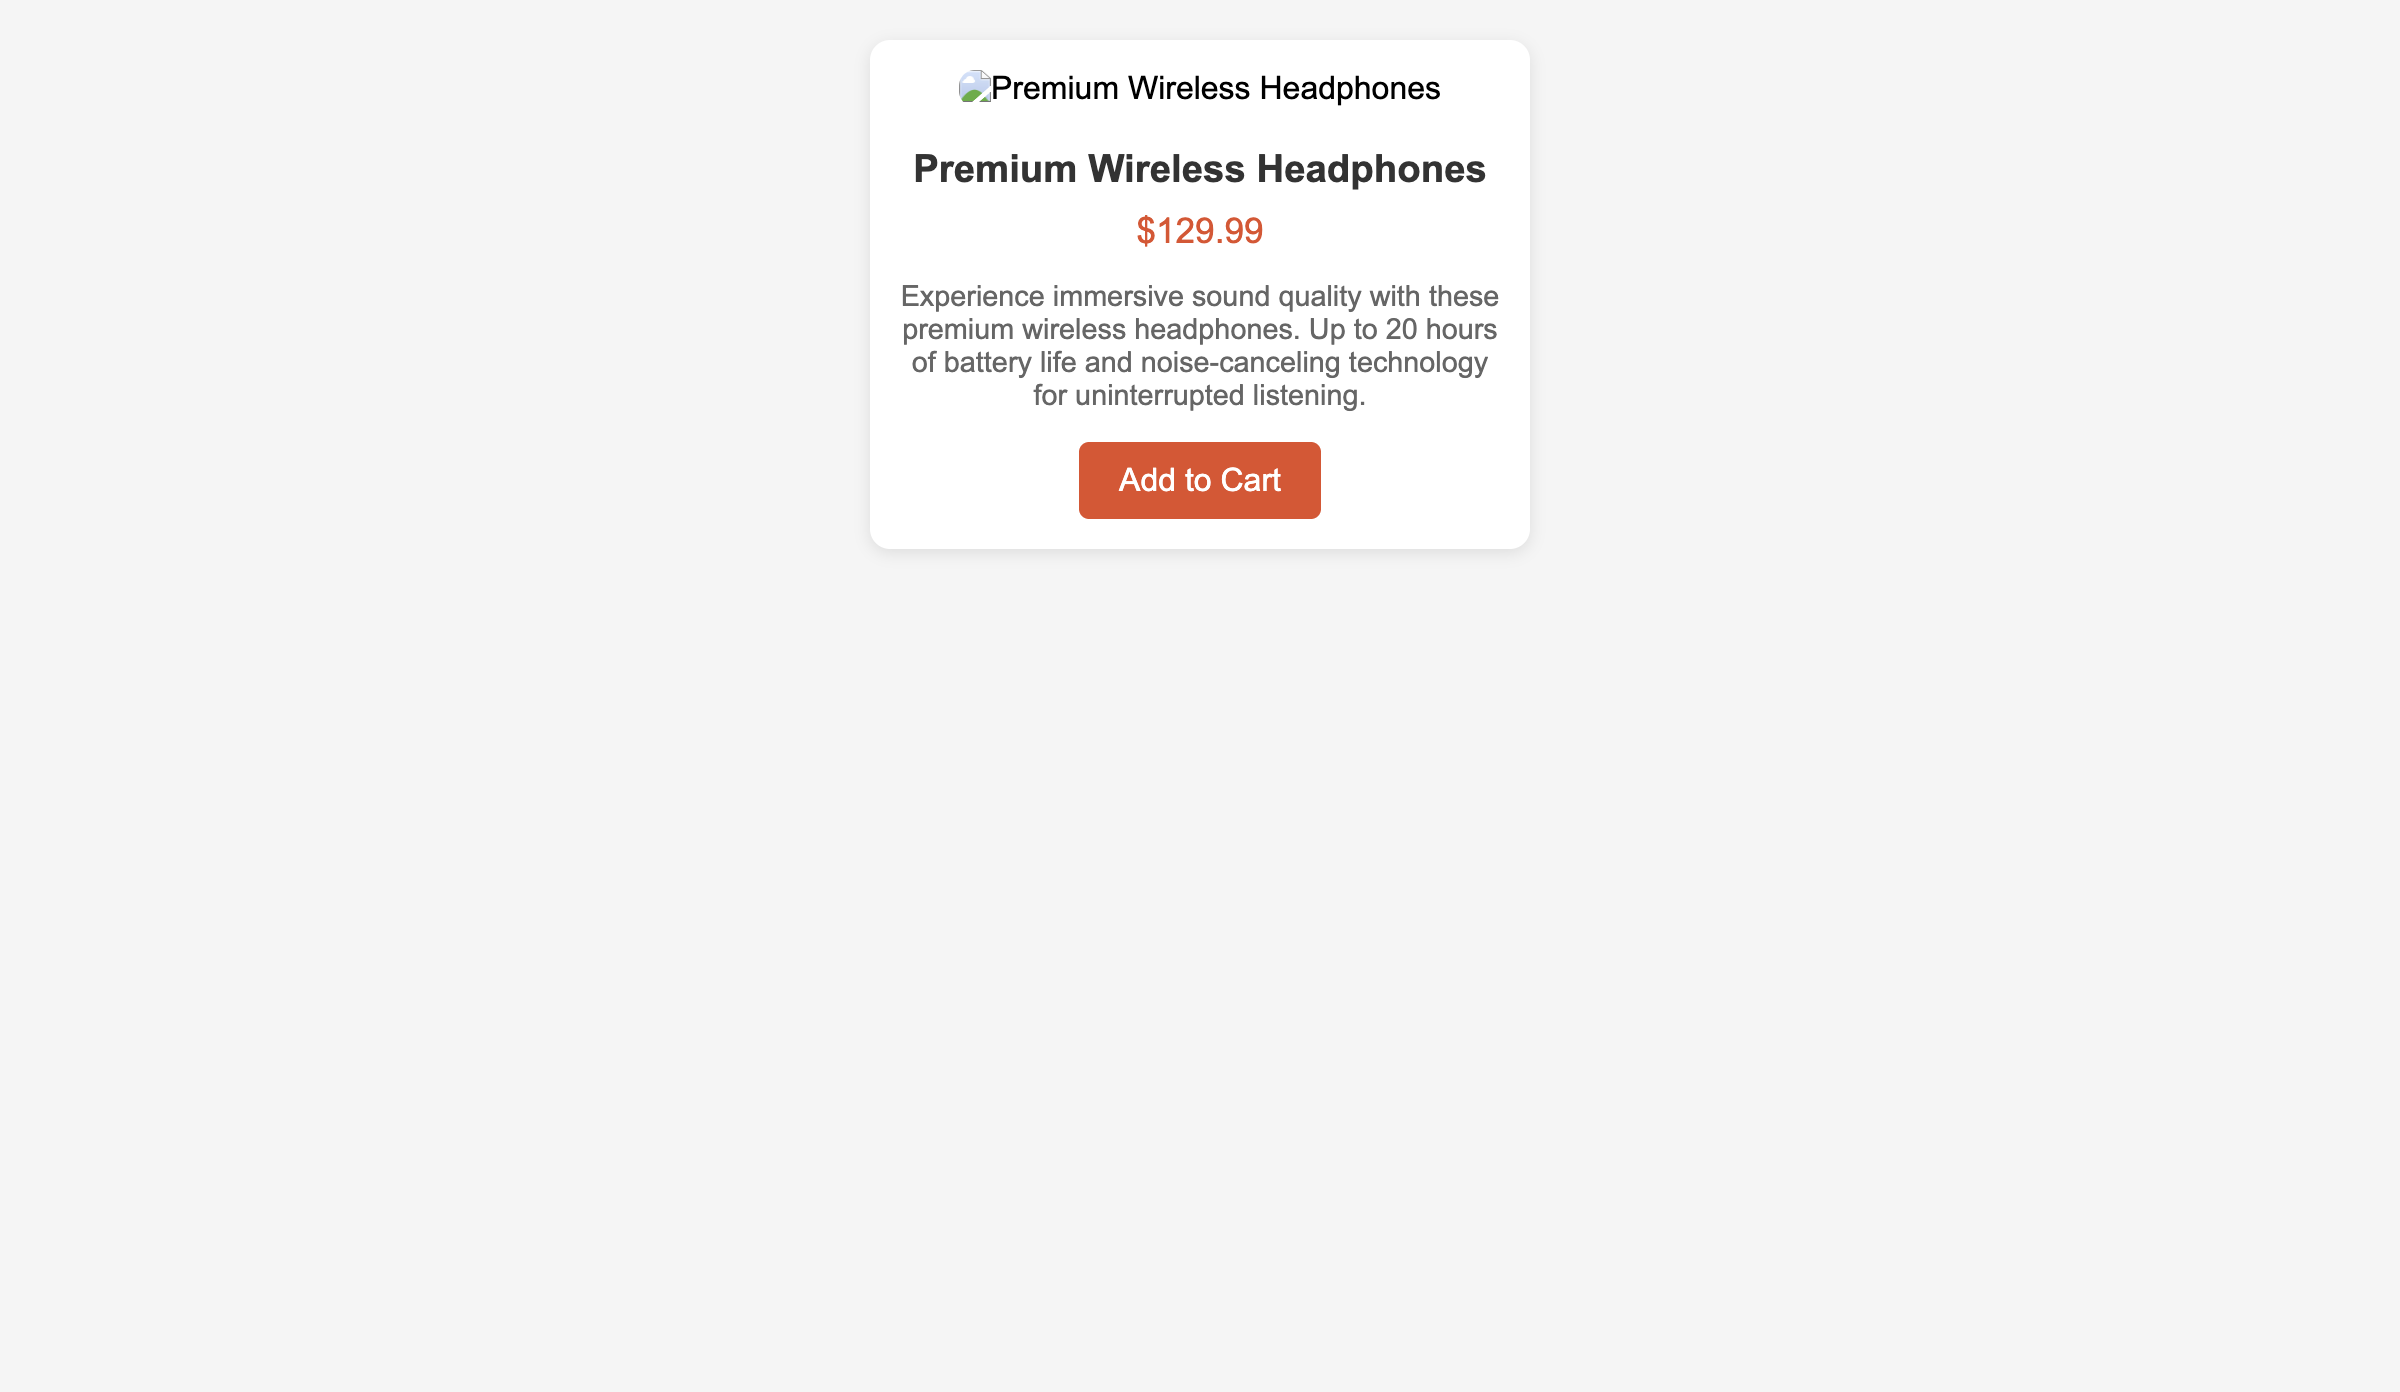 Premium Wireless Headphones
Premium Wireless Headphones
$129.99
Experience immersive sound quality with these
premium wireless headphones. Up to 20 hours
of battery life and noise-canceling technology
for uninterrupted listening.
Add to Cart